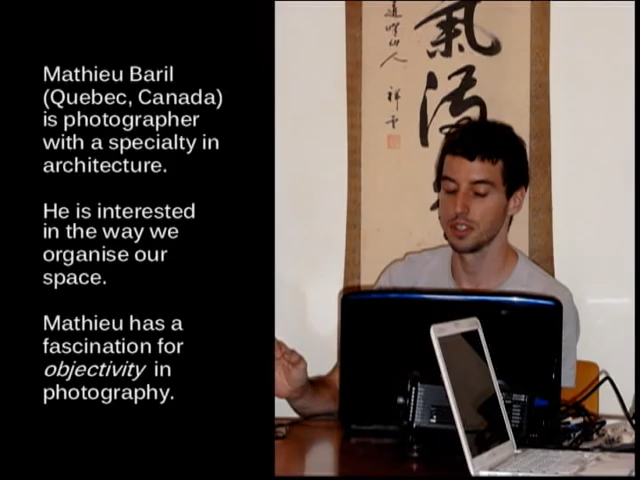 Mathieu Baril
(Quebec, Canada)
is photographer
with a specialty in
architecture.
He is interested
in the way we
organise our
space.
Mathieu has a
fascination for
objectivity in
photography.
氣